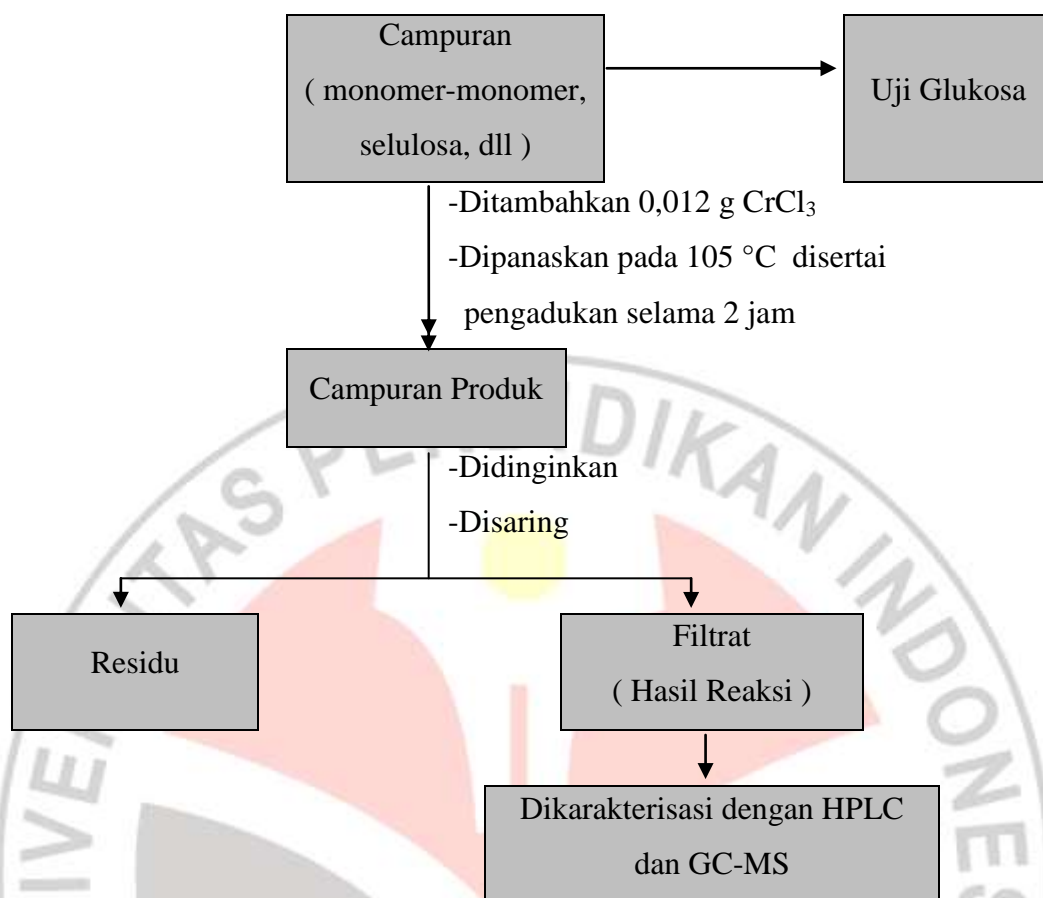 Campuran
( monomer-monomer,
selulosa, dll )
Uji Glukosa
-Ditambahkan 0,012 g CrCl₃
-Dipanaskan pada 105 °C disertai
pengadukan selama 2 jam
Campuran Produk
-Didinginkan
-Disaring
Residu
Filtrat
( Hasil Reaksi )
Dikarakterisasi dengan HPLC
dan GC-MS